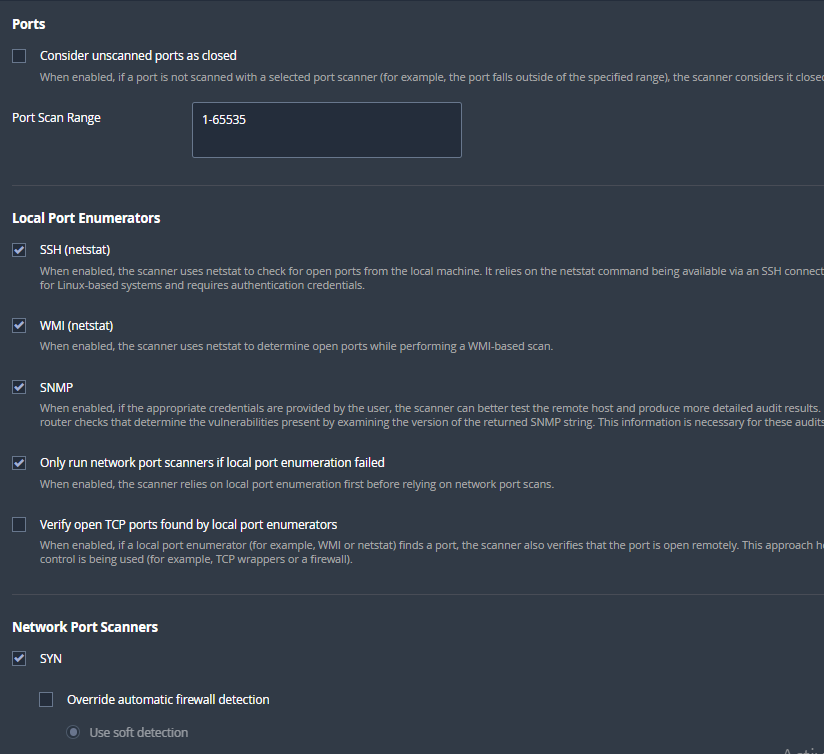 Ports
Consider unscanned ports as closed
When enabled, if a port is not scanned with a selected port scanner (for example, the port falls outside of the specified range), the scanner considers it closed
Port Scan Range
1-65535
Local Port Enumerators
SSH (netstat)
When enabled, the scanner uses netstat to check for open ports from the local machine. It relies on the netstat command being available via an SSH connect
for Linux-based systems and requires authentication credentials.
WMI (netstat)
When enabled, the scanner uses netstat to determine open ports while performing a WMI-based scan.
SNMP
When enabled, if the appropriate credentials are provided by the user, the scanner can better test the remote host and produce more detailed audit results.
router checks that determine the vulnerabilities present by examining the version of the returned SNMP string. This information is necessary for these audits
Only run network port scanners if local port enumeration failed
When enabled, the scanner relies on local port enumeration first before relying on network port scans.
Verify open TCP ports found by local port enumerators
When enabled, if a local port enumerator (for example, WMI or netstat) finds a port, the scanner also verifies that the port is open remotely. This approach he
control is being used (for example, TCP wrappers or a firewall).
Network Port Scanners
SYN
Override automatic firewall detection
Use soft detection